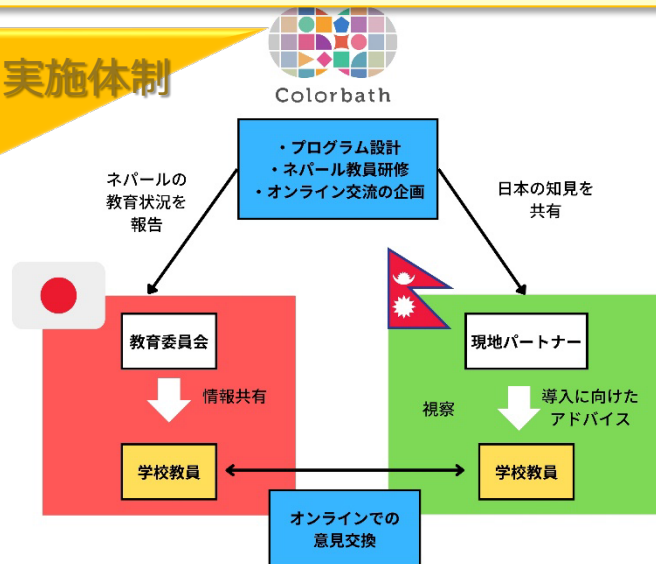 実施体制
Colorbath
・プログラム設計
・ネパール教員研修
・オンライン交流の企画
ネパールの
教育状況を
報告
日本の知見を
共有
教育委員会
情報共有
学校教員
現地パートナー
視察
導入に向けた
アドバイス
学校教員
オンラインでの
意見交換